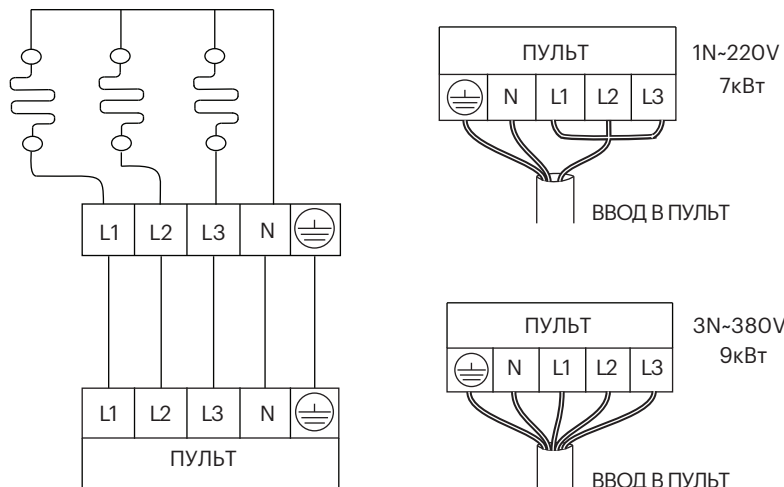 L1 L2 L3 N
L1 L2 L3 N
ПУЛЬТ
ПУЛЬТ
N L1 L2 L3
1N~220V
7кВт
ВВОД В ПУЛЬТ
ПУЛЬТ
N L1 L2 L3
3N~380V
9кВт
ВВОД В ПУЛЬТ